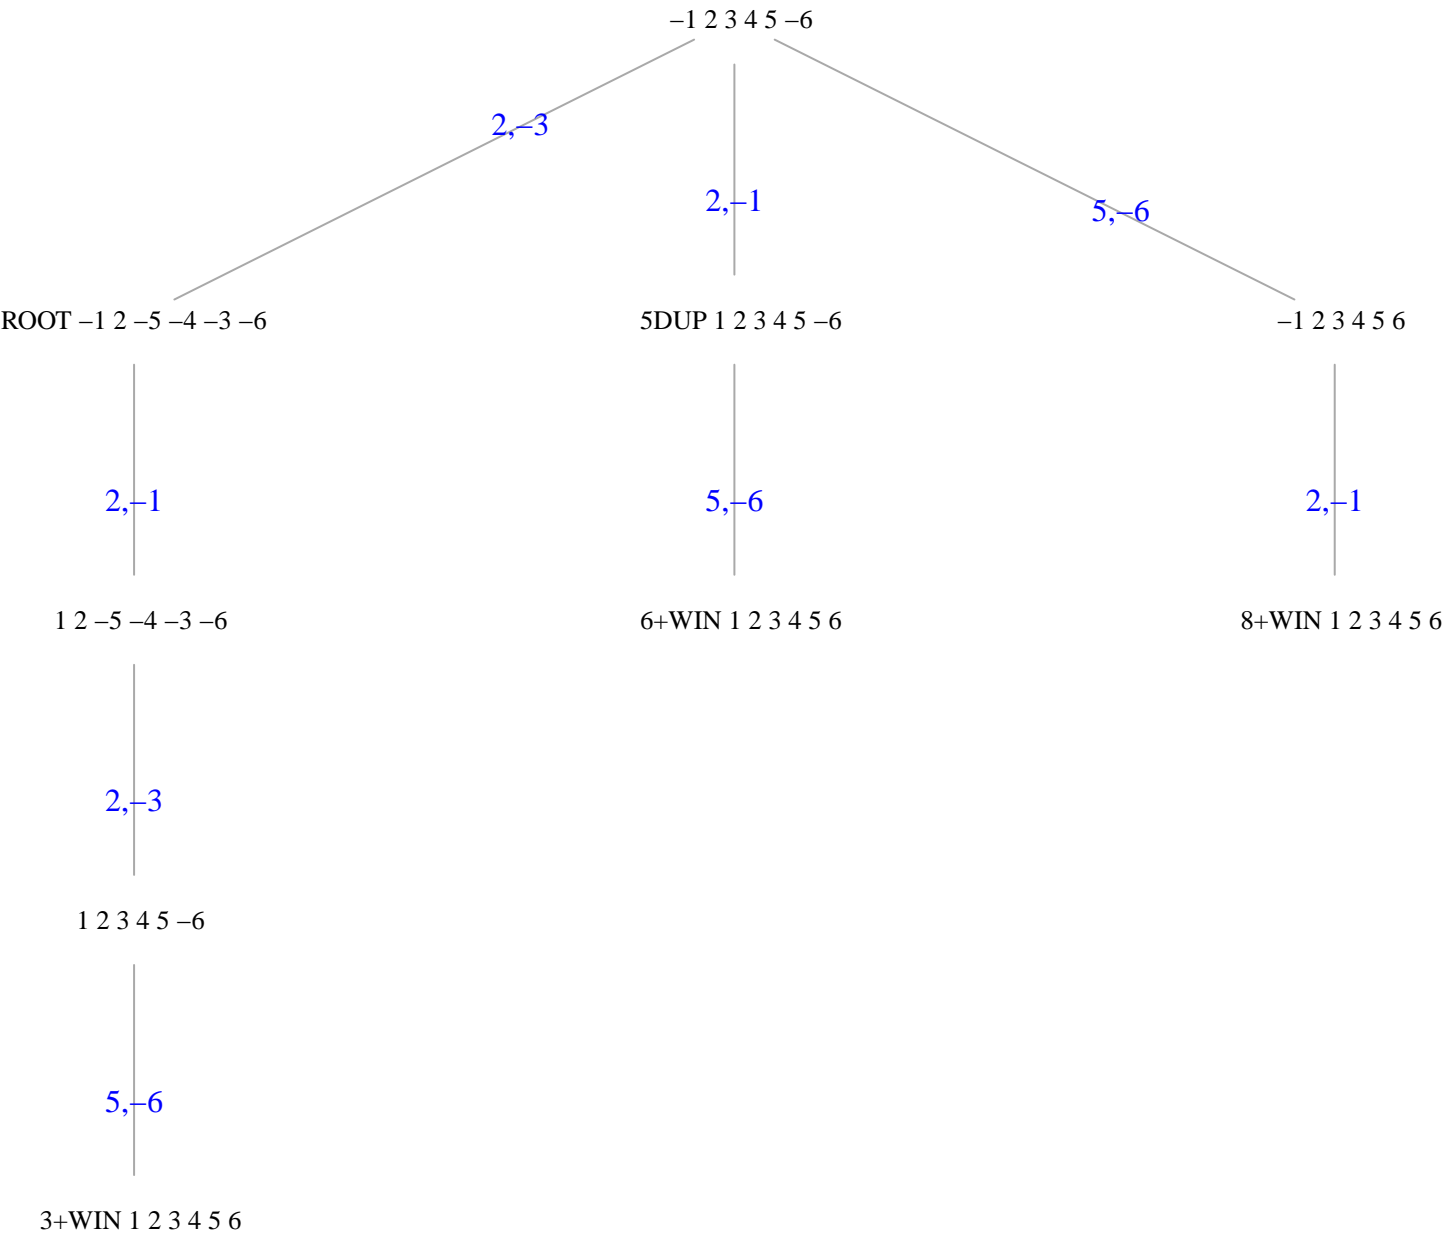 –1 2 3 4 5 –6
2,–3
2,–1
5,–6
ROOT –1 2 –5 –4 –3 –6
5DUP 1 2 3 4 5 –6
–1 2 3 4 5 6
2,–1
5,–6
2,–1
1 2 –5 –4 –3 –6
6+WIN 1 2 3 4 5 6
8+WIN 1 2 3 4 5 6
2,–3
1 2 3 4 5 –6
5,–6
3+WIN 1 2 3 4 5 6